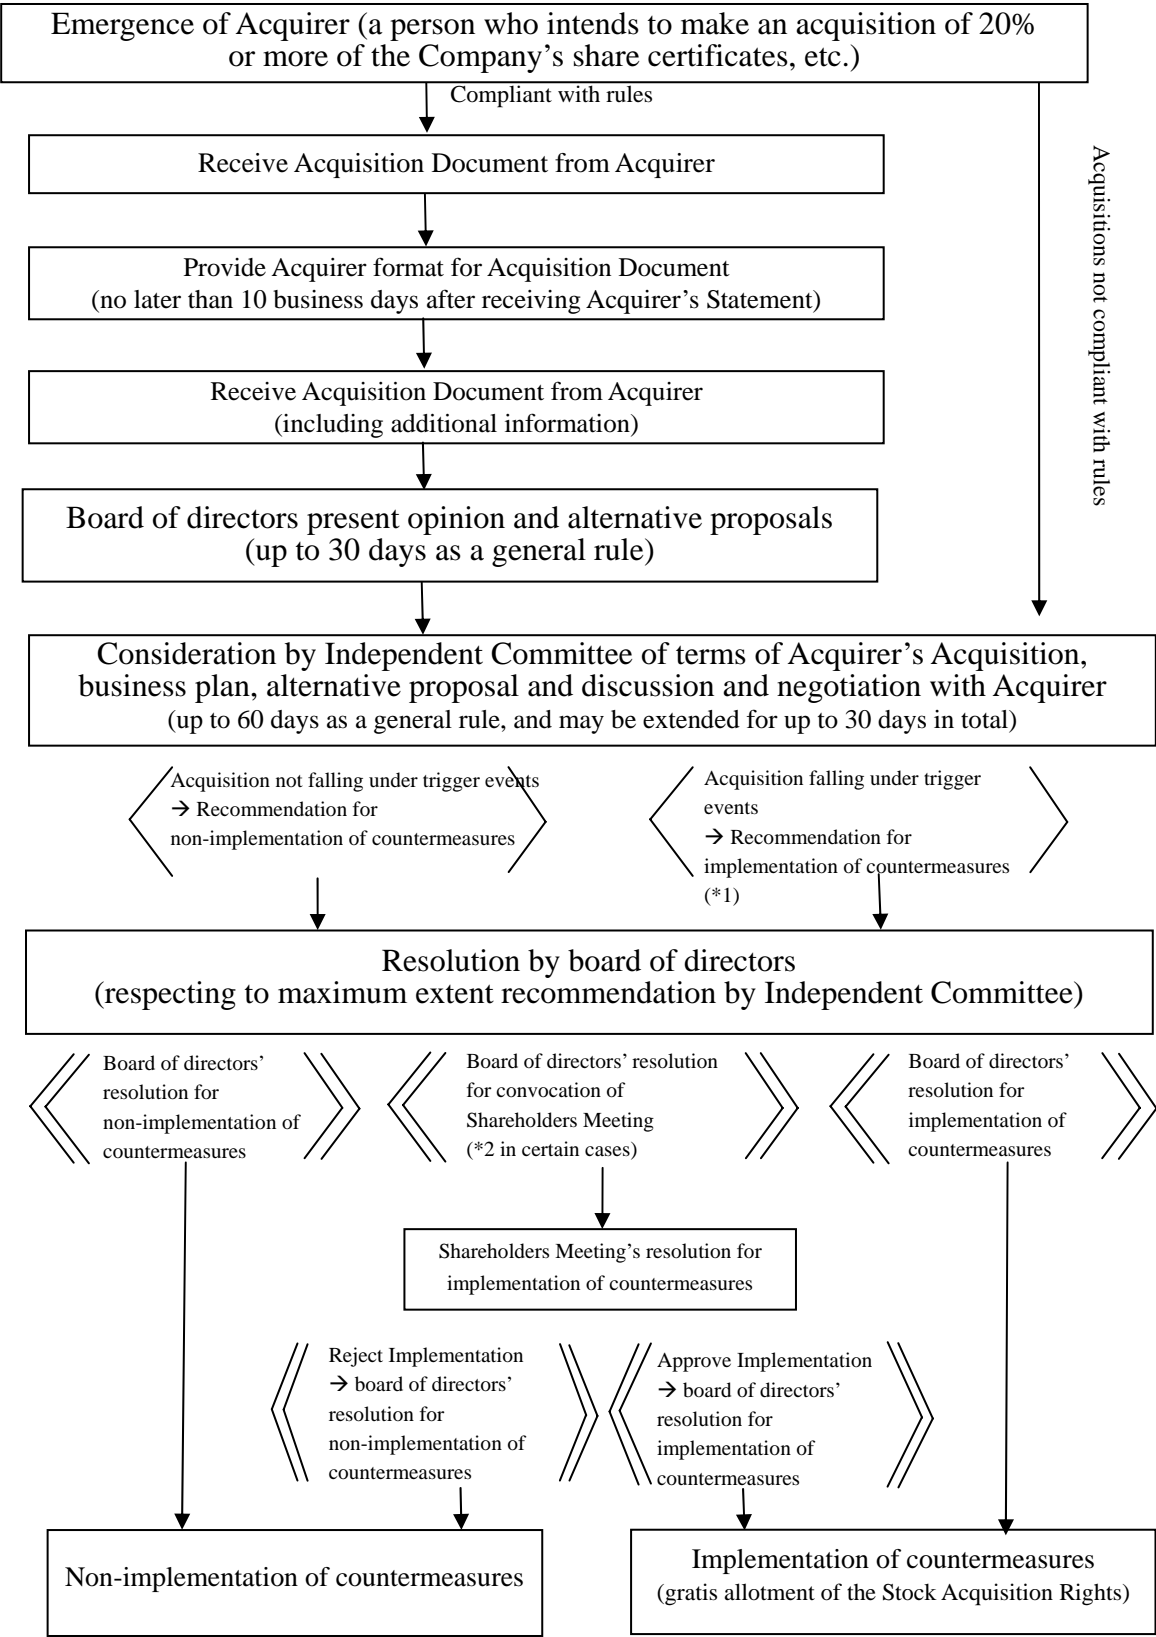 Emergence of Acquirer (a person who intends to make an acquisition of 20%
or more of the Company’s share certificates, etc.)
Compliant with rules
Acquisitions not compliant with rules
Receive Acquisition Document from Acquirer
Provide Acquirer format for Acquisition Document
(no later than 10 business days after receiving Acquirer’s Statement)
Receive Acquisition Document from Acquirer
(including additional information)
Board of directors present opinion and alternative proposals
(up to 30 days as a general rule)
Consideration by Independent Committee of terms of Acquirer’s Acquisition,
business plan, alternative proposal and discussion and negotiation with Acquirer
(up to 60 days as a general rule, and may be extended for up to 30 days in total)
Acquisition not falling under trigger events
→ Recommendation for
non-implementation of countermeasures
Acquisition falling under trigger
events
→ Recommendation for
implementation of countermeasures
(*1)
Resolution by board of directors
(respecting to maximum extent recommendation by Independent Committee)
Board of directors’
resolution for
non-implementation of
countermeasures
Board of directors’ resolution
for convocation of
Shareholders Meeting
(*2 in certain cases)
Board of directors’
resolution for
implementation of
countermeasures
Shareholders Meeting’s resolution for
implementation of countermeasures
Reject Implementation
→ board of directors’
resolution for
non-implementation of
countermeasures
Approve Implementation
→ board of directors’
resolution for
implementation of
countermeasures
Non-implementation of countermeasures
Implementation of countermeasures
(gratis allotment of the Stock Acquisition Rights)